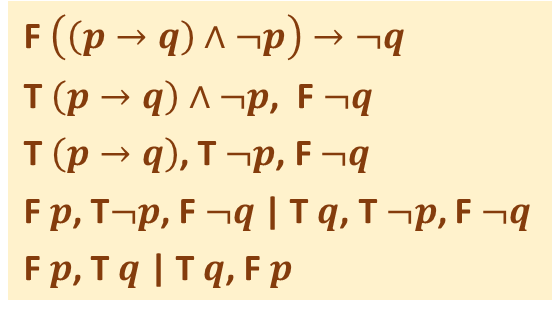 F ((p → q) ∧ ¬p) → ¬q
T (p → q) ∧ ¬p, F ¬q
T (p → q), T ¬p, F ¬q
F p, T¬p, F ¬q | T q, T ¬p, F ¬q
F p, T q | T q, F p